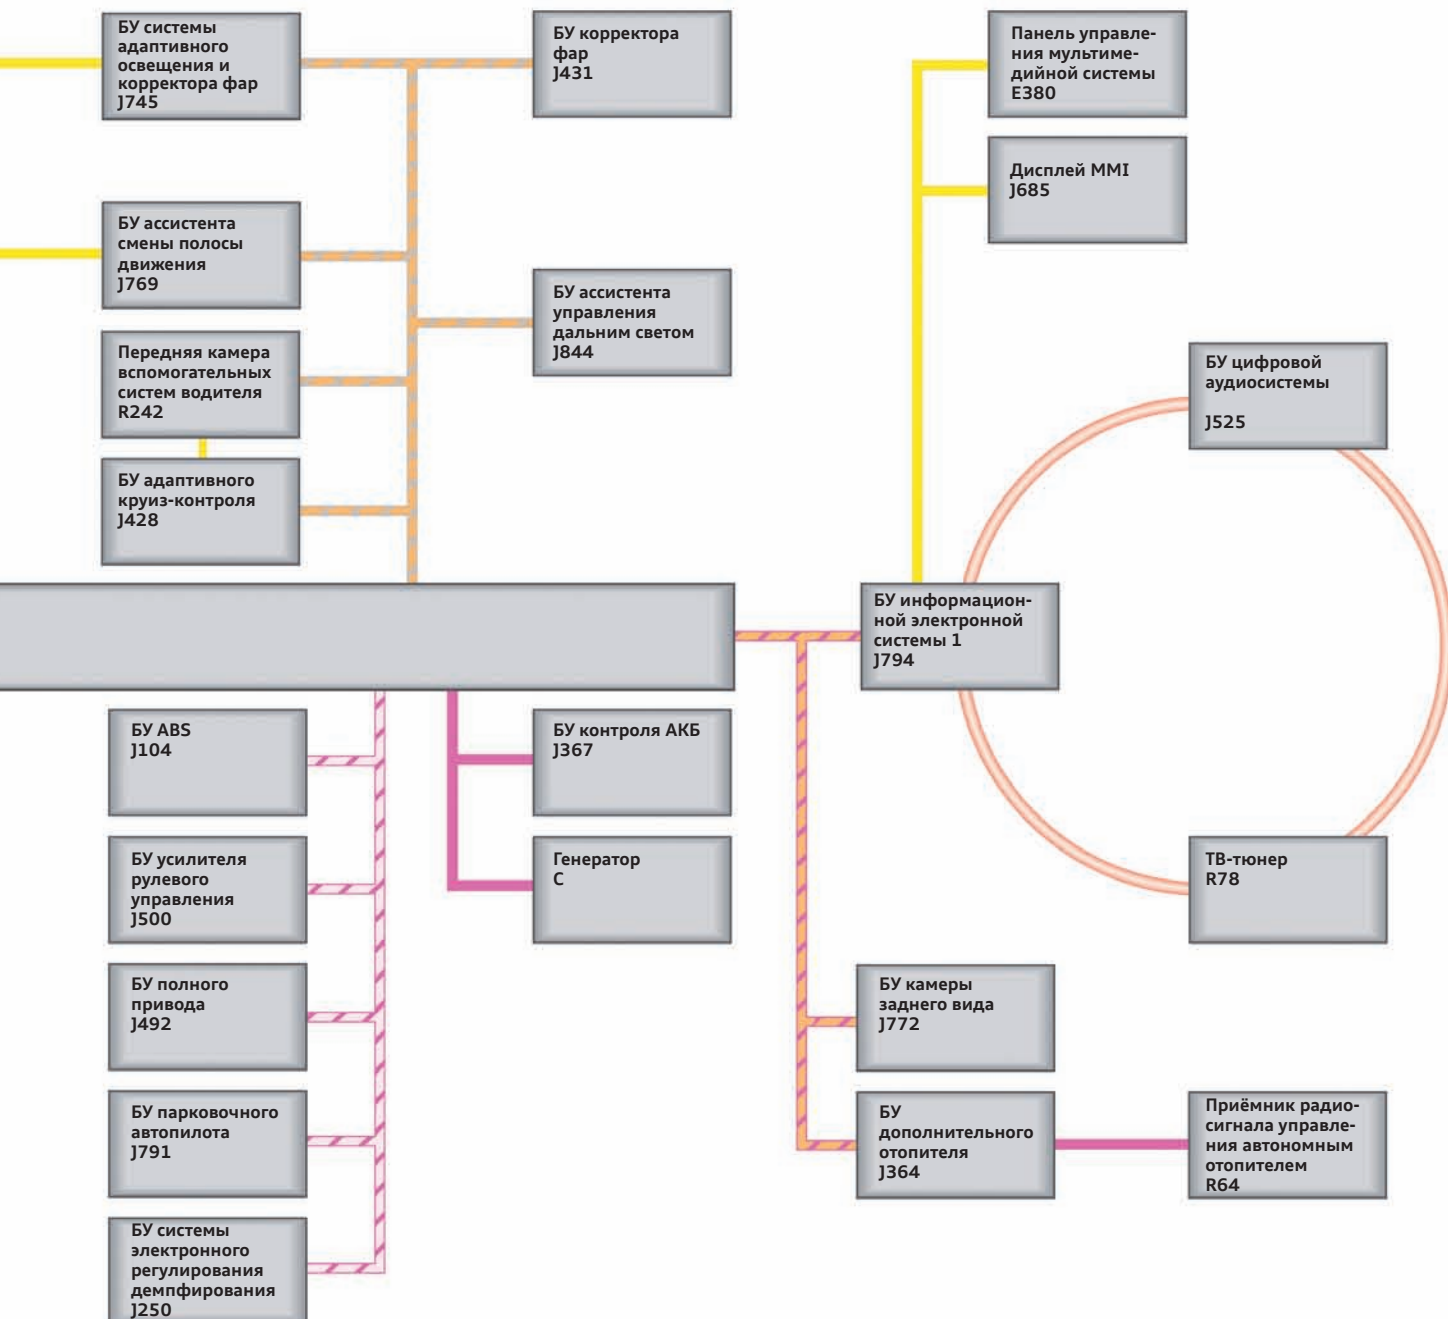 БУ системы
адаптивного
освещения и
корректора фар
J745
БУ корректора
фар
J431
Панель управле-
ния мультиме-
дийной системы
E380
Дисплей MMI
J685
БУ ассистента
смены полосы
движения
J769
БУ ассистента
управления
дальним светом
J844
Передняя камера
вспомогательных
систем водителя
R242
БУ цифровой
аудиосистемы
J525
БУ адаптивного
круиз-контроля
J428
БУ информацион-
ной электронной
системы 1
J794
БУ ABS
J104
БУ контроля АКБ
J367
БУ усилителя
рулевого
управления
J500
Генератор
C
ТВ-тюнер
R78
БУ полного
привода
J492
БУ камеры
заднего вида
J772
БУ парковочного
автопилота
J791
БУ
дополнительного
отопителя
J364
Приёмник радио-
сигнала управле-
ния автономным
отопителем
R64
БУ системы
электронного
регулирования
демпфирования
J250